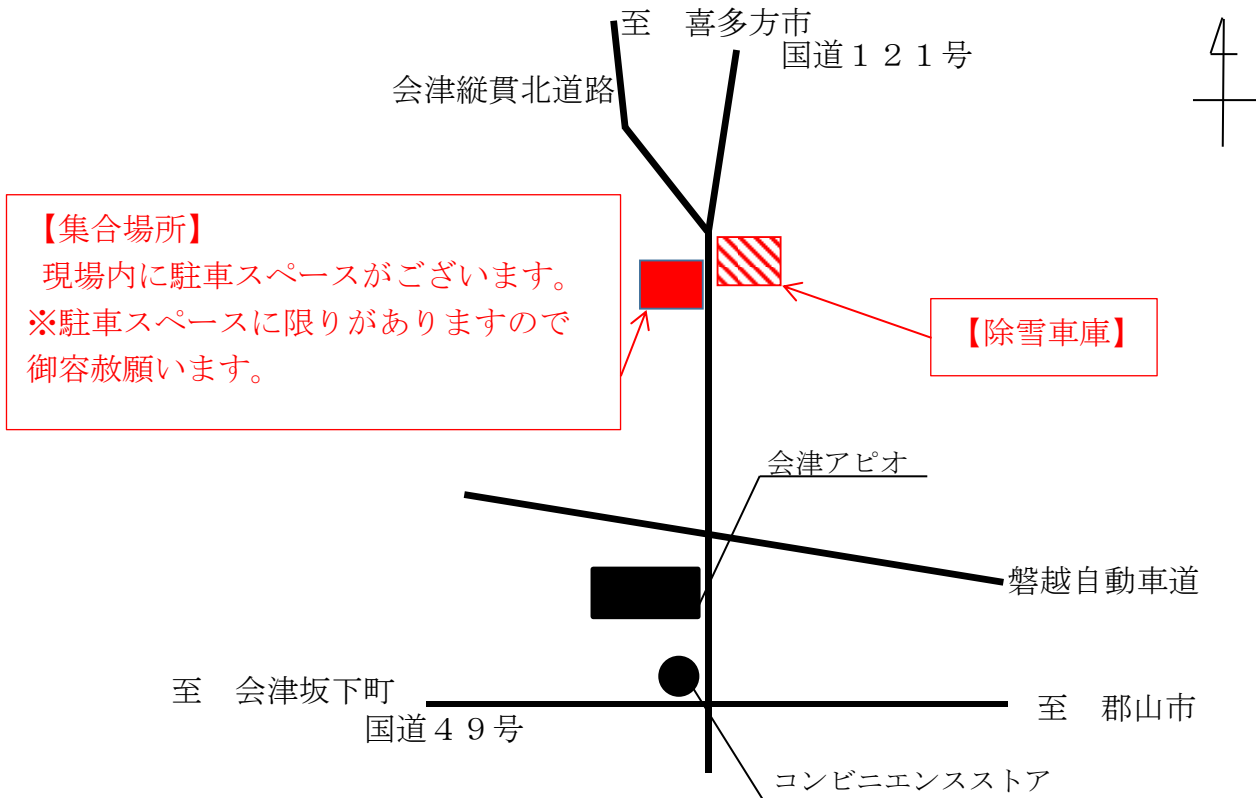 至　喜多方市
国道１２１号
会津縦貫北道路
【集合場所】
現場内に駐車スペースがございます。
※駐車スペースに限りがありますので
御容赦願います。
【除雪車庫】
会津アピオ
磐越自動車道
至　会津坂下町
国道４９号
至　郡山市
コンビニエンスストア